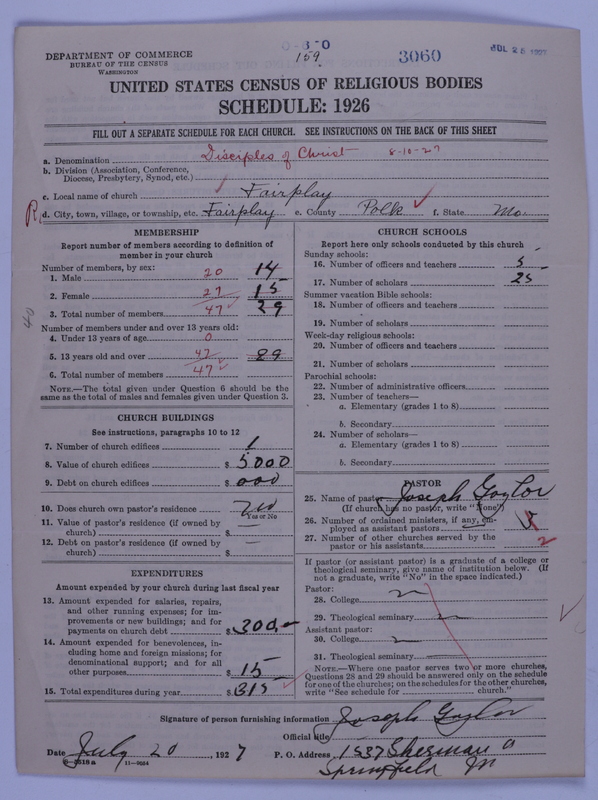 159
3060
JUL 25 1927
DEPARTMENT OF COMMERCE
BUREAU OF THE CENSUS
WASHINGTON
UNITED STATES CENSUS OF RELIGIOUS BODIES
SCHEDULE: 1926
FILL OUT A SEPARATE SCHEDULE FOR EACH CHURCH. SEE INSTRUCTIONS ON THE BACK OF THIS SHEET
a. Denomination Disciples of Christ 8-10-27
b. Division (Association, Conference,
Diocese, Presbytery, Synod, etc.)
c. Local name of church Fairplay
R. d. City, town, village, or township, etc. Fairplay e. County Polk f. State Mo.
MEMBERSHIP
Report number of members according to definition of
member in your church
Number of members, by sex:
1. Male 20 14
2. Female 27 15
3. Total number of members 47 29
40
Number of members under and over 13 years old:
4. Under 13 years of age 0
5. 13 years old and over 47 29
6. Total number of members 47
NOTE.—The total given under Question 6 should be the
same as the total of males and females given under Question 3.
CHURCH BUILDINGS
See instructions, paragraphs 10 to 12
7. Number of church edifices 1
8. Value of church edifices $ 5000
9. Debt on church edifices $ 000
10. Does church own pastor's residence no
Yes or No
11. Value of pastor's residence (if owned by
church) $
12. Debt on pastor's residence (if owned by
church) $
EXPENDITURES
Amount expended by your church during last fiscal year
13. Amount expended for salaries, repairs,
and other running expenses; for im-
provements or new buildings; and for
payments on church debt $ 300.—
14. Amount expended for benevolences, in-
cluding home and foreign missions; for
denominational support; and for all
other purposes $ 15
15. Total expenditures during year $ 315
CHURCH SCHOOLS
Report here only schools conducted by this church
Sunday schools:
16. Number of officers and teachers 5
17. Number of scholars 25
Summer vacation Bible schools:
18. Number of officers and teachers
19. Number of scholars
Week-day religious schools:
20. Number of officers and teachers
21. Number of scholars
Parochial schools:
22. Number of administrative officers
23. Number of teachers—
a. Elementary (grades 1 to 8)
b. Secondary
24. Number of scholars—
a. Elementary (grades 1 to 8)
b. Secondary
PASTOR
25. Name of pastor Joseph Gaylor
(If church has no pastor, write "None")
26. Number of ordained ministers, if any, em-
ployed as assistant pastors
27. Number of other churches served by the
pastor or his assistants 2
If pastor (or assistant pastor) is a graduate of a college or
theological seminary, give name of institution below. (If
not a graduate, write "No" in the space indicated.)
Pastor:
28. College
29. Theological seminary
Assistant pastor:
30. College
31. Theological seminary
NOTE.—Where one pastor serves two or more churches,
Questions 28 and 29 should be answered only on the schedule
for one of the churches; on the schedules for the other churches,
write "See schedule for church."
Signature of person furnishing information Joseph Gaylor
Official title
Date July 20, 1927 P. O. Address 1537 Sherman
Springfield M
8-2518a 11-9064